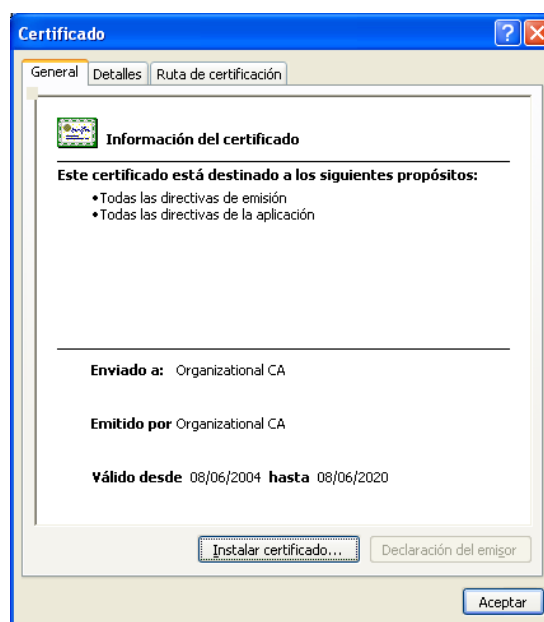 Certificado
General Detalles Ruta de certificación
Información del certificado
Este certificado está destinado a los siguientes propósitos:
•Todas las directivas de emisión
•Todas las directivas de la aplicación
Enviado a: Organizational CA
Emitido por Organizational CA
Válido desde 08/06/2004 hasta 08/06/2020
Instalar certificado... Declaración del emisor
Aceptar